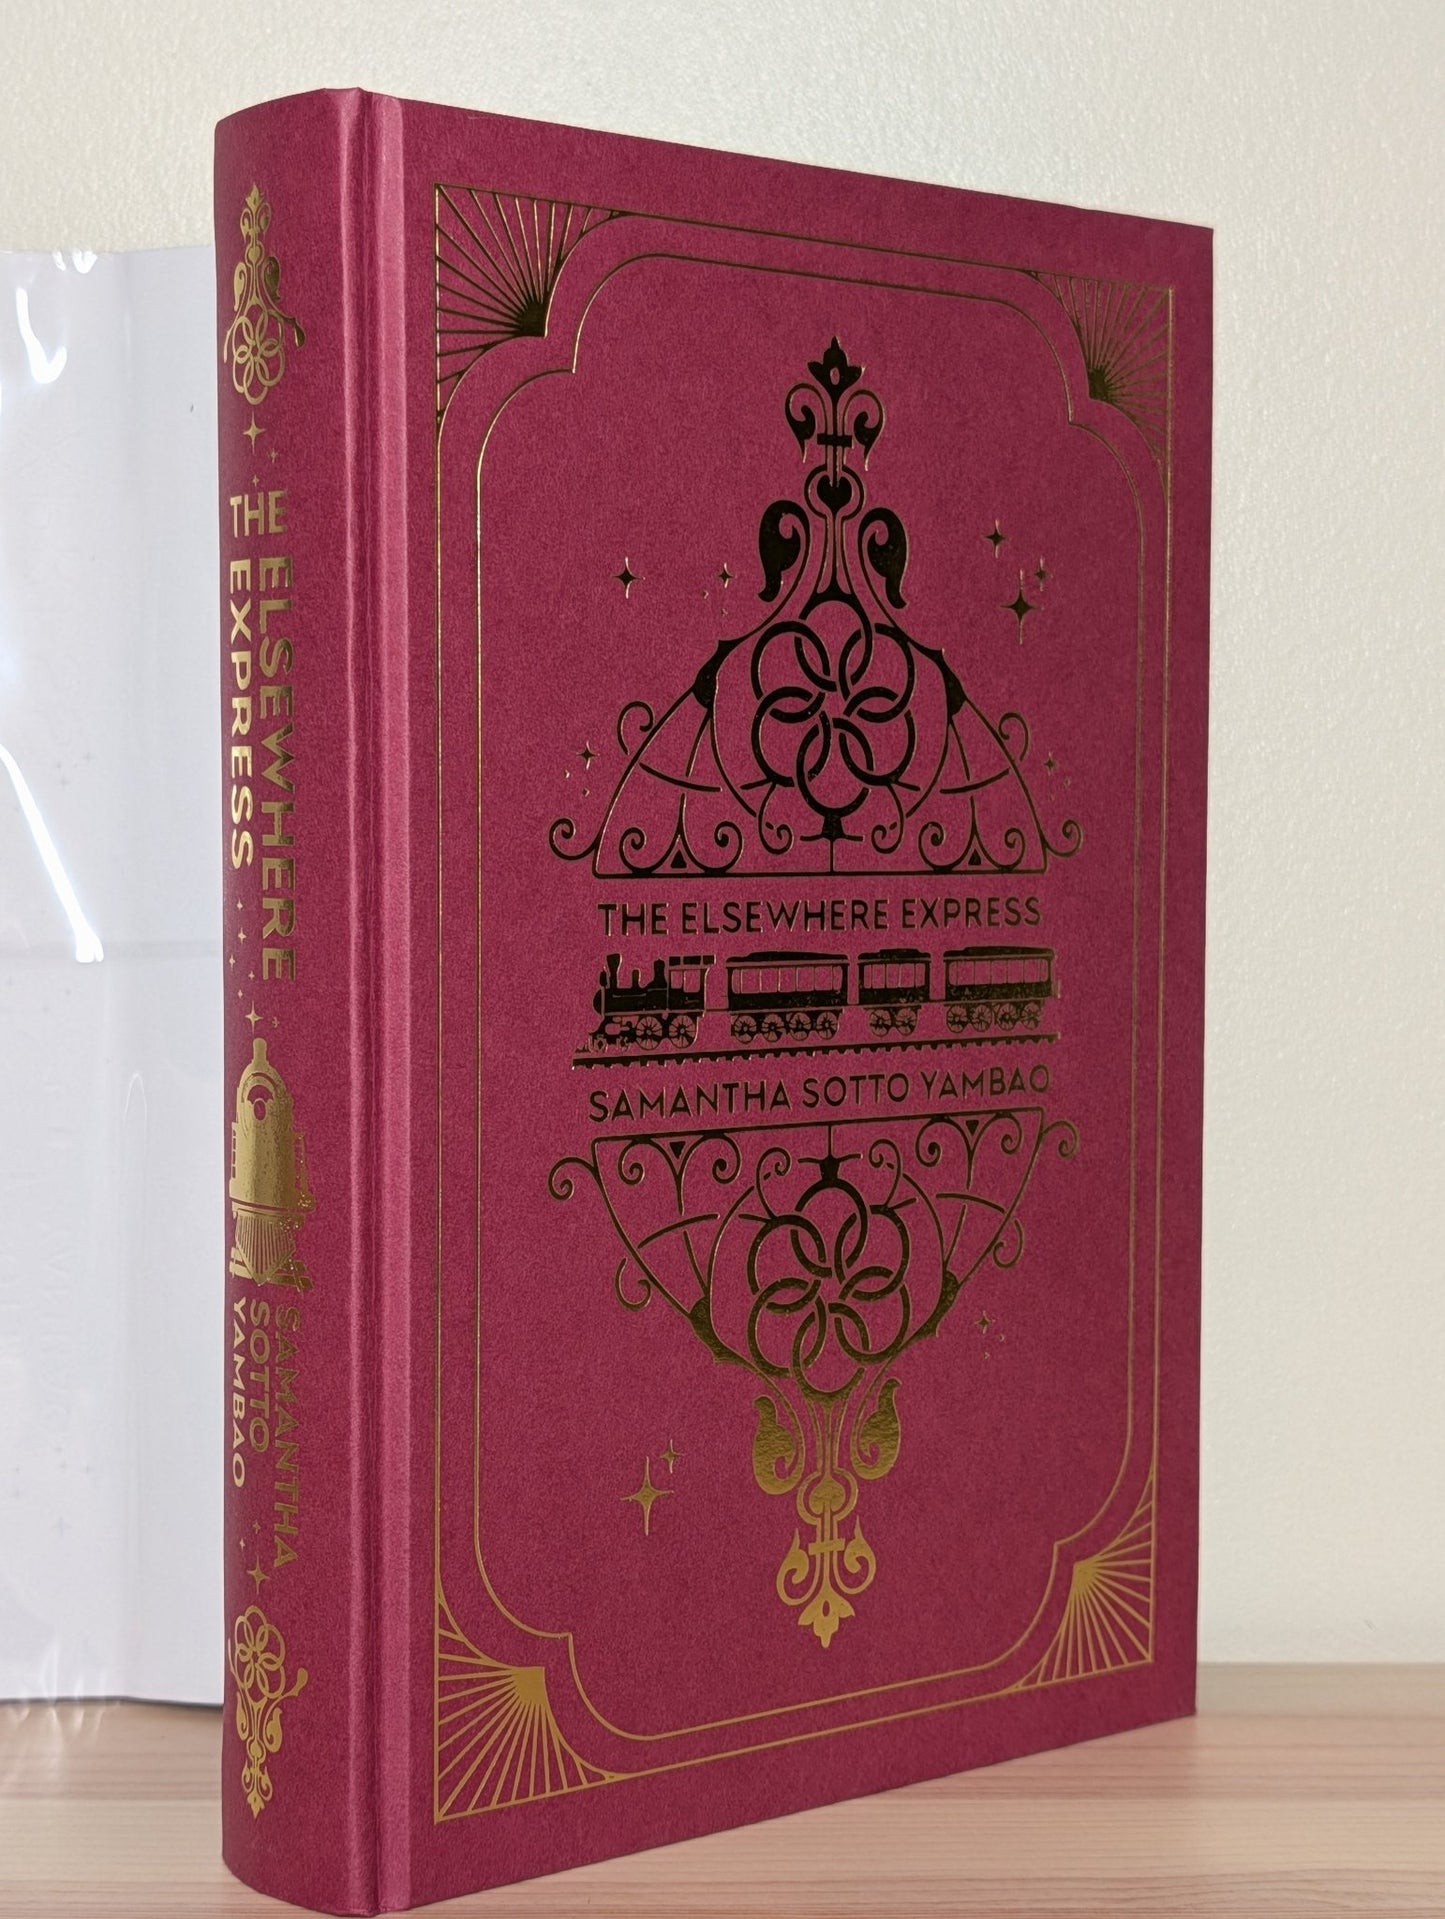 THE ELSEWHERE
EXPRESS
SAMANTHA
SOTTO
YAMBAO
THE ELSEWHERE EXPRESS
SAMANTHA SOTTO YAMBAO